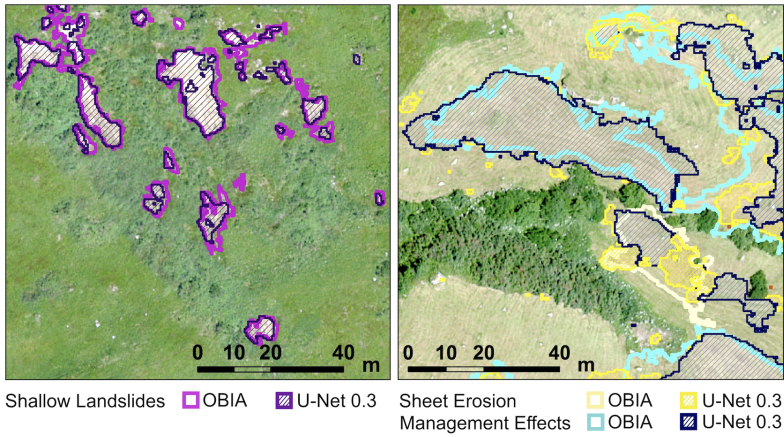 0 10 20 40
m
0 10 20 40
m
Shallow Landslides OBIA U-Net 0.3
Sheet Erosion OBIA U-Net 0.3
Management Effects OBIA U-Net 0.3